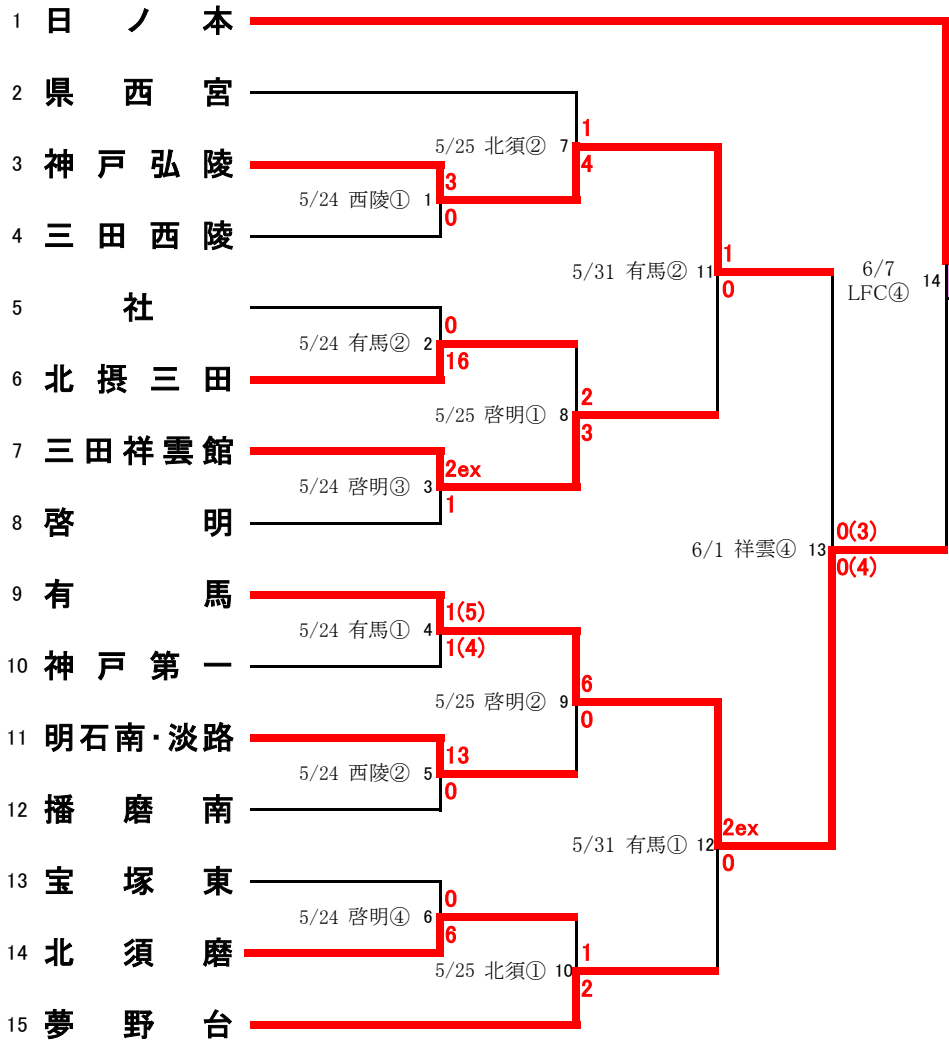 1 日ノ本
2 県西宮
1
5/25 北須② 7
4
3 神戸弘陵
3
5/24 西陵① 1
0
4 三田西陵
1
5/31 有馬② 11
0
6/7
LFC④ 14
5 社
0
5/24 有馬② 2
16
6 北摂三田
2
5/25 啓明① 8
3
7 三田祥雲館
2ex
5/24 啓明③ 3
1
8 啓明
0(3)
6/1 祥雲④ 13
0(4)
9 有馬
1(5)
5/24 有馬① 4
1(4)
10 神戸第一
6
5/25 啓明② 9
0
11 明石南・淡路
13
5/24 西陵② 5
0
12 播磨南
2ex
5/31 有馬① 12
0
13 宝塚東
0
5/24 啓明④ 6
6
14 北須磨
1
5/25 北須① 10
2
15 夢野台